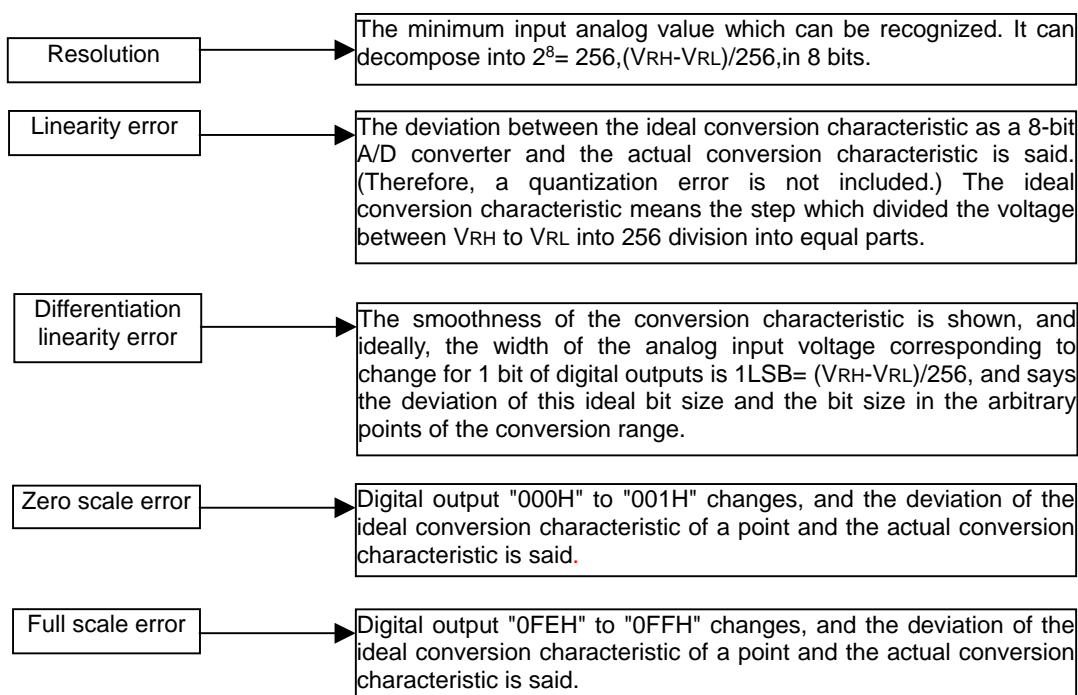 Resolution
The minimum input analog value which can be recognized. It can
decompose into 2⁸= 256,(VRH-VRL)/256,in 8 bits.
Linearity error
The deviation between the ideal conversion characteristic as a 8-bit
A/D converter and the actual conversion characteristic is said.
(Therefore, a quantization error is not included.) The ideal
conversion characteristic means the step which divided the voltage
between VRH to VRL into 256 division into equal parts.
Differentiation
linearity error
The smoothness of the conversion characteristic is shown, and
ideally, the width of the analog input voltage corresponding to
change for 1 bit of digital outputs is 1LSB= (VRH-VRL)/256, and says
the deviation of this ideal bit size and the bit size in the arbitrary
points of the conversion range.
Zero scale error
Digital output "000H" to "001H" changes, and the deviation of the
ideal conversion characteristic of a point and the actual conversion
characteristic is said.
Full scale error
Digital output "0FEH" to "0FFH" changes, and the deviation of the
ideal conversion characteristic of a point and the actual conversion
characteristic is said.